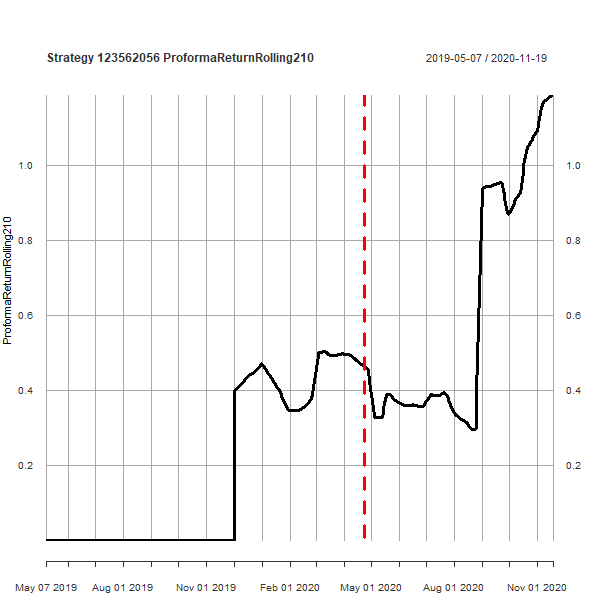 Strategy 123562056 ProformaReturnRolling210
2019-05-07 / 2020-11-19
ProformaReturnRolling210
1.0
0.8
0.6
0.4
0.2
1.0
0.8
0.6
0.4
0.2
May 07 2019
Aug 01 2019
Nov 01 2019
Feb 01 2020
May 01 2020
Aug 01 2020
Nov 01 2020